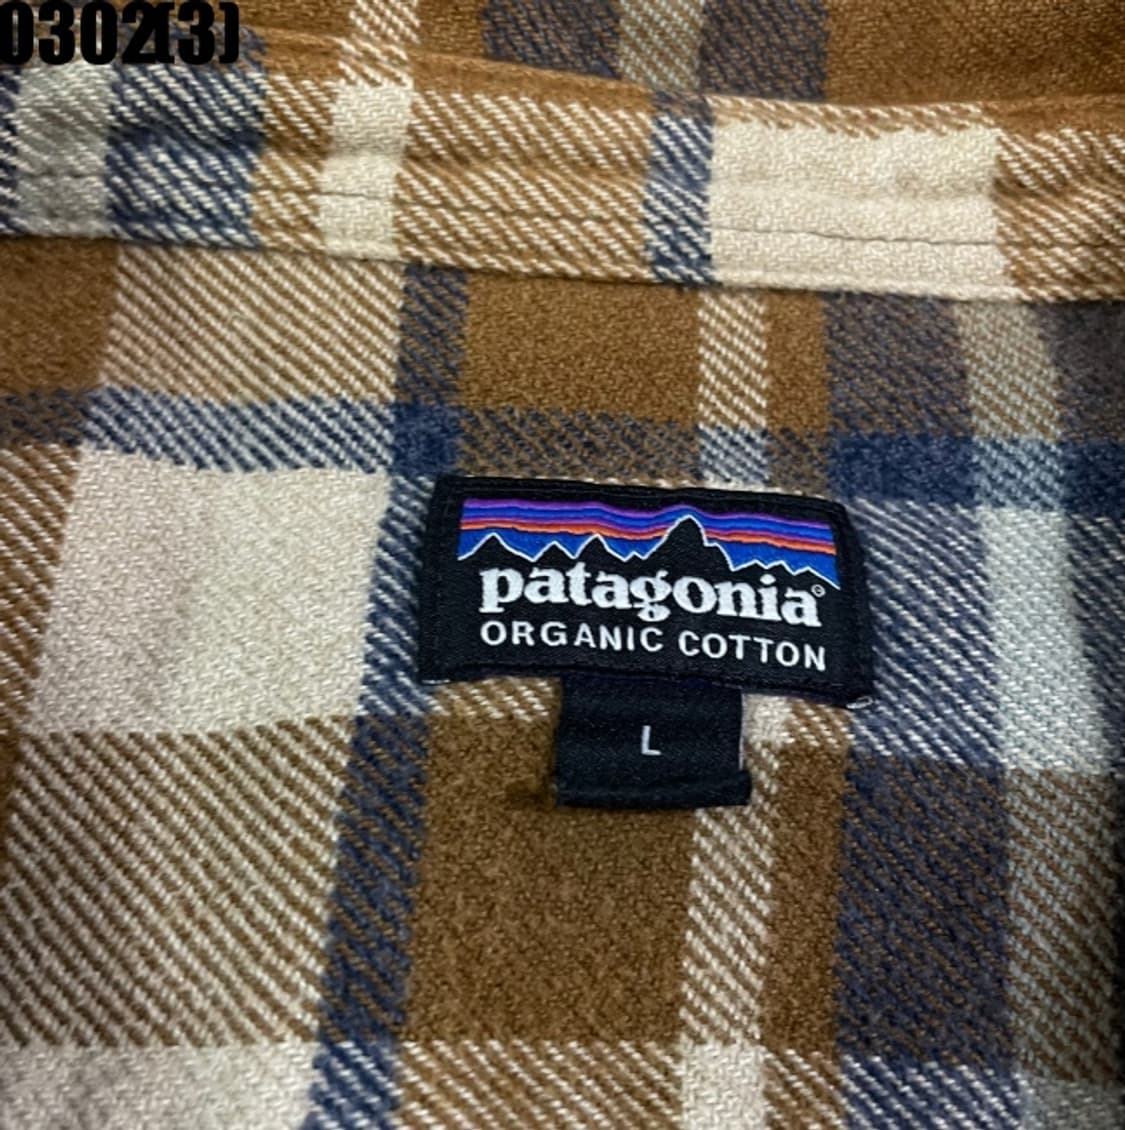 0302(3)
patagonia®
ORGANIC COTTON
L